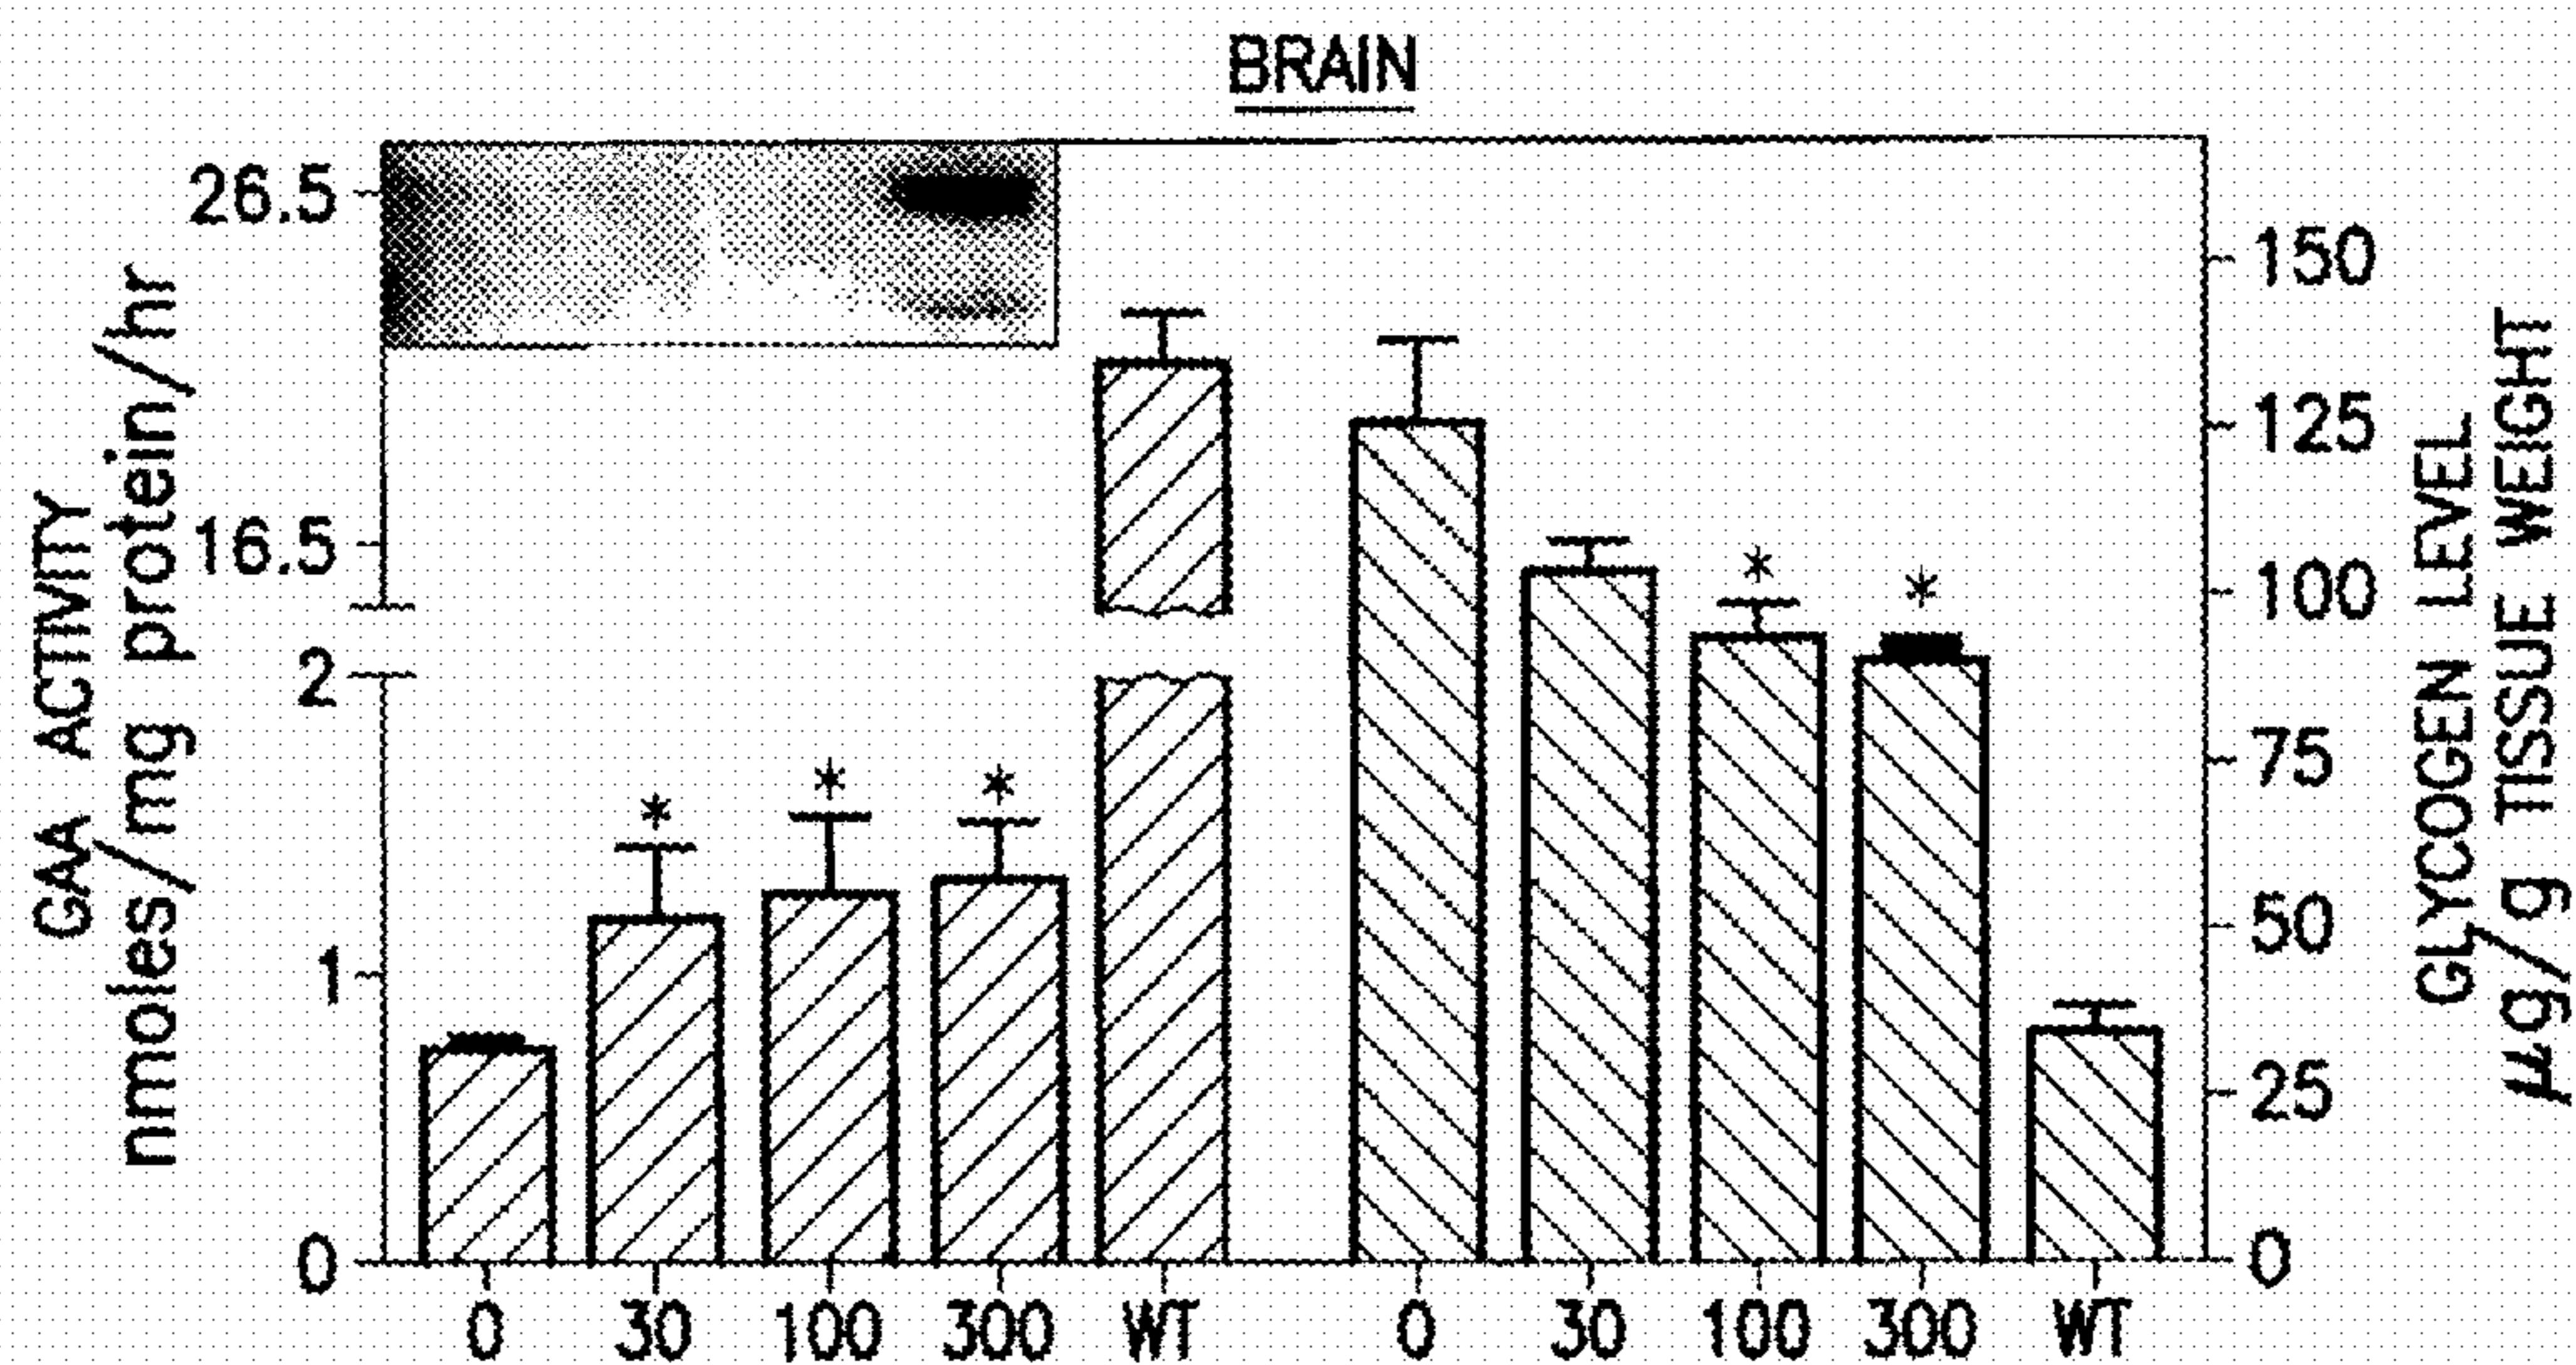 BRAIN
GAA ACTIVITY
nmoles/mg protein/hr
26.5
16.5
2
1
0
* * *
* *
150
125
100
75
50
25
0
GLYCOGEN LEVEL
µg/g TISSUE WEIGHT
0 30 100 300 WT 0 30 100 300 WT